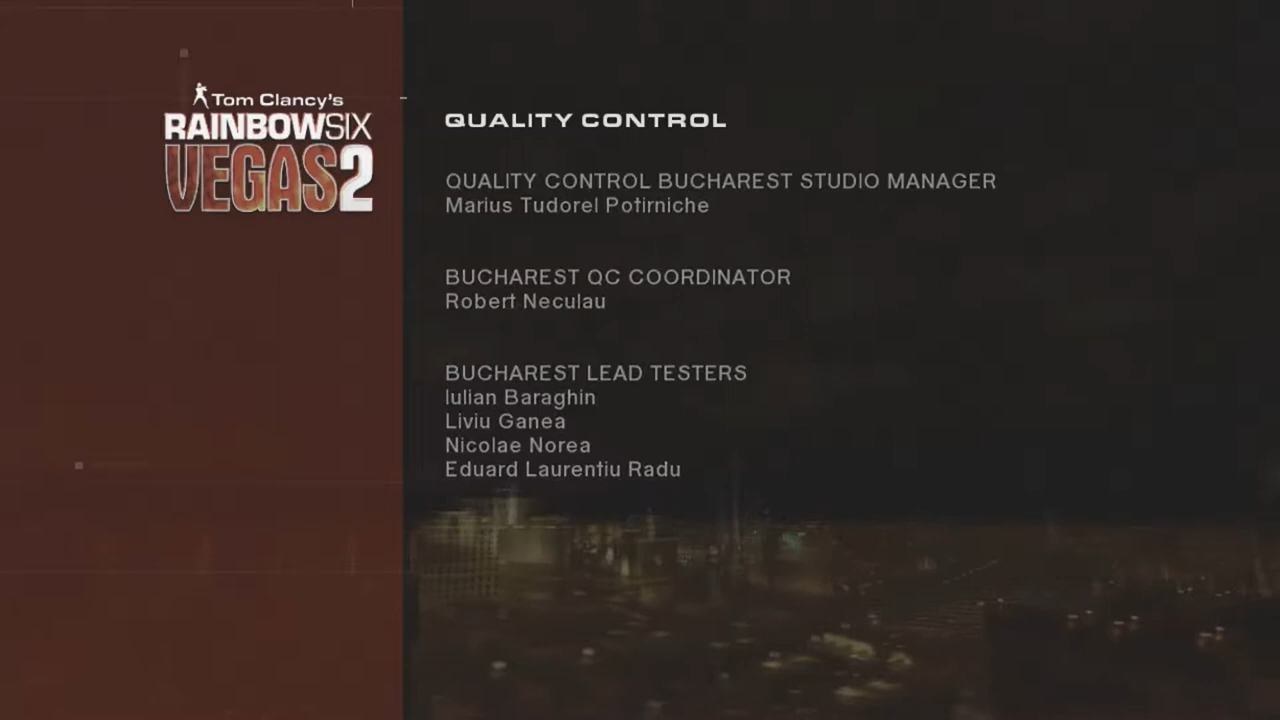 Tom Clancy's
RAINBOWSIX
VEGAS2
QUALITY CONTROL
QUALITY CONTROL BUCHAREST STUDIO MANAGER
Marius Tudorel Potirniche
BUCHAREST QC COORDINATOR
Robert Neculau
BUCHAREST LEAD TESTERS
Iulian Baraghin
Liviu Ganea
Nicolae Norea
Eduard Laurentiu Radu